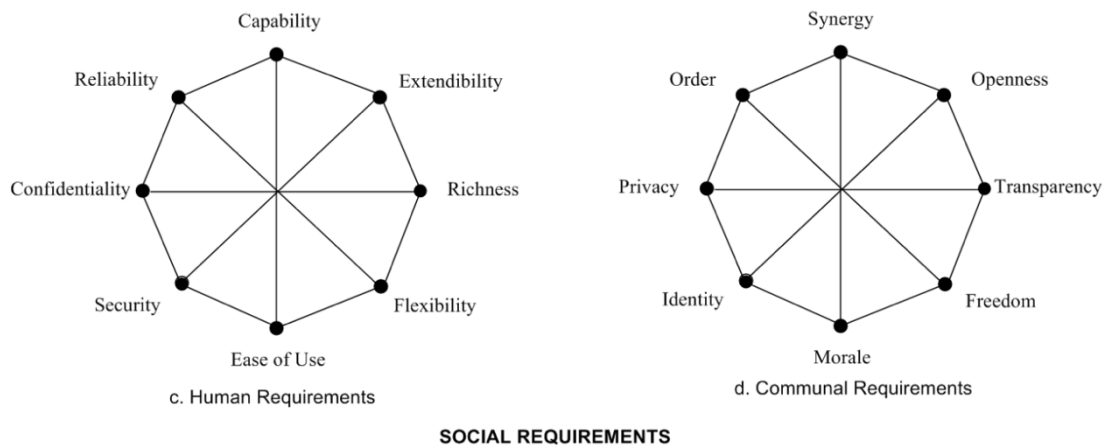 Capability
Reliability
Extendibility
Confidentiality
Richness
Security
Flexibility
Ease of Use
c. Human Requirements
Synergy
Order
Openness
Privacy
Transparency
Identity
Freedom
Morale
d. Communal Requirements
SOCIAL REQUIREMENTS